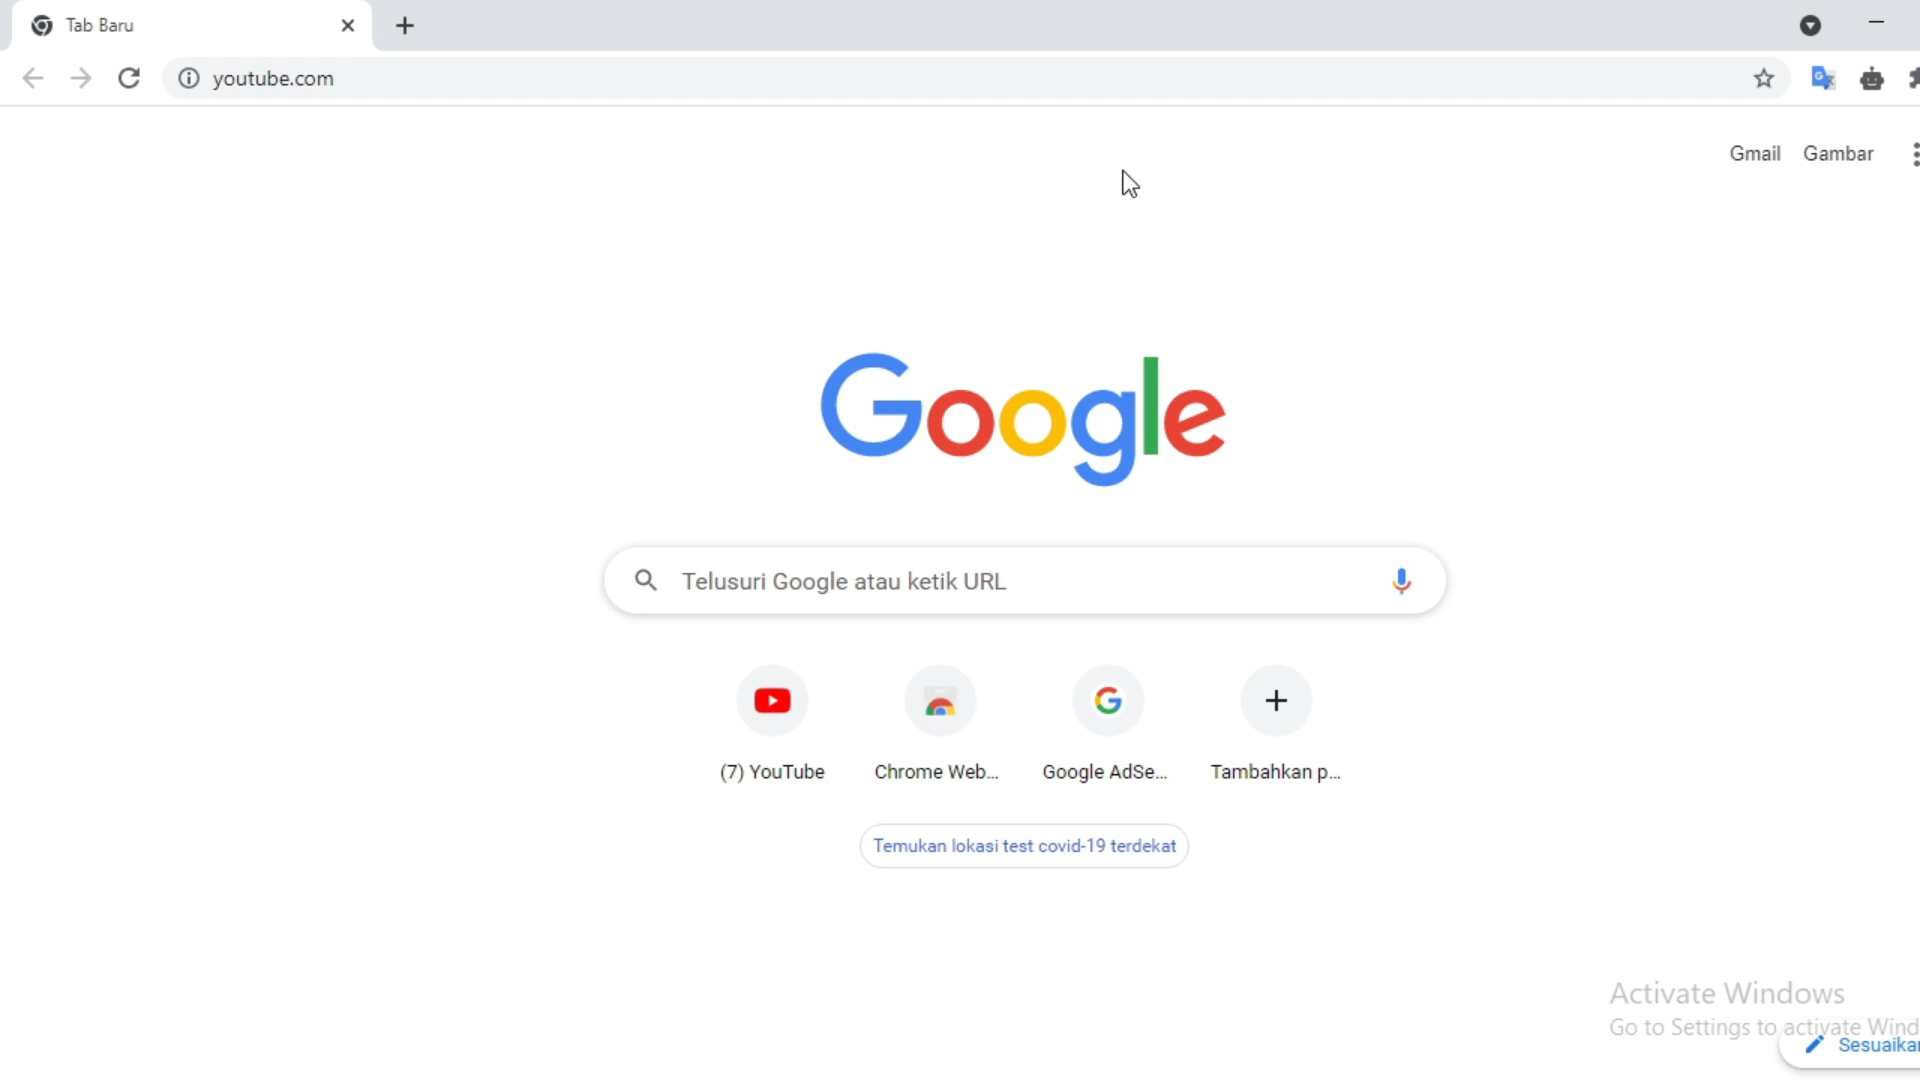 Tab Baru
youtube.com
Gmail Gambar
Google
Telusuri Google atau ketik URL
(7) YouTube Chrome Web... Google AdSe... Tambahkan p...
Temukan lokasi test covid-19 terdekat
Activate Windows
Go to Settings to activate Wind
Sesuaikan